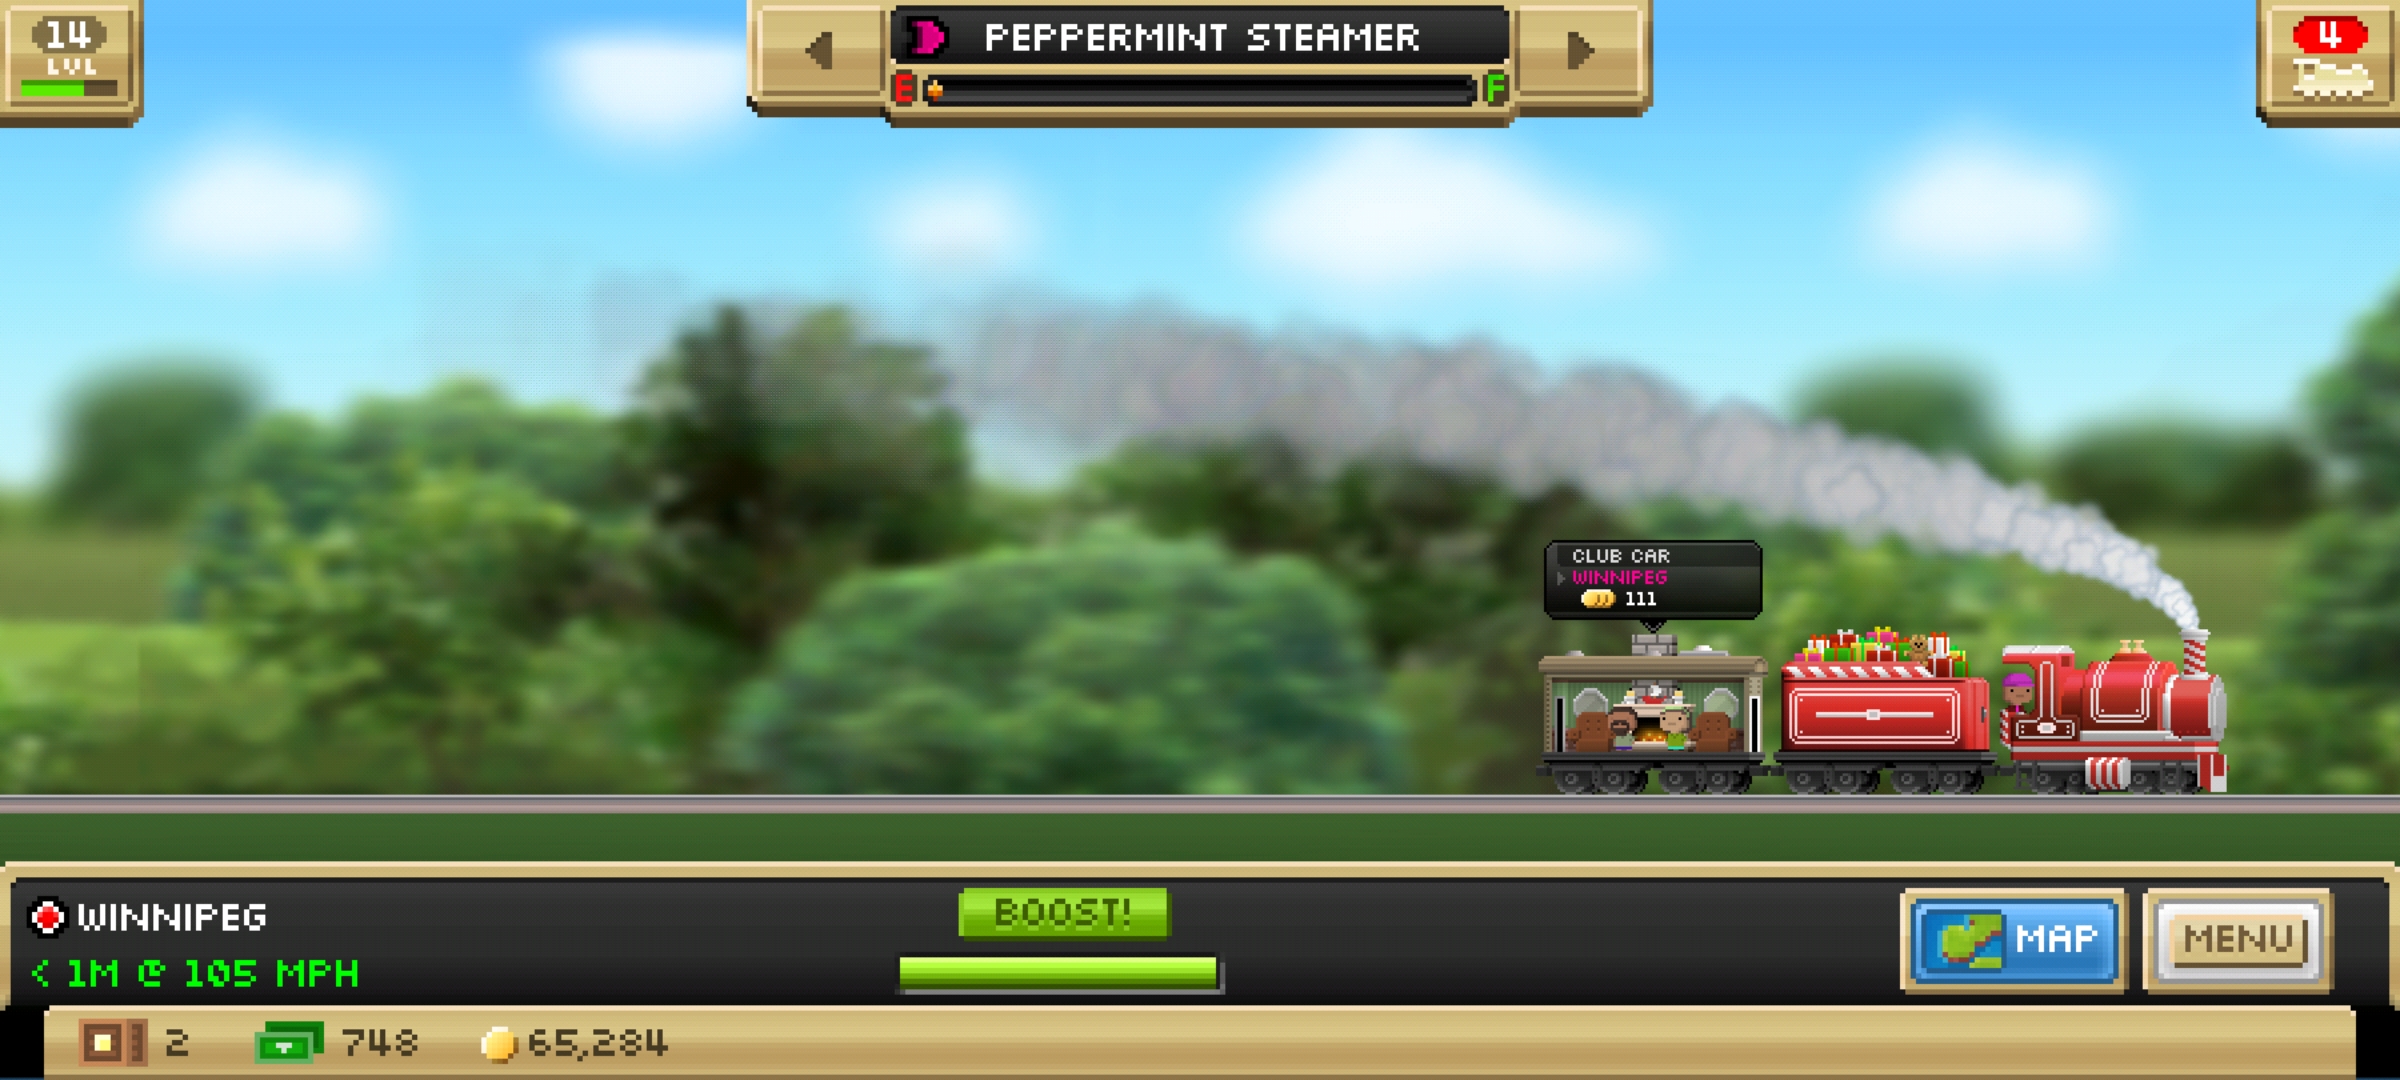 14
LVL
PEPPERMINT STEAMER
E F
4
CLUB CAR
WINNIPEG
111
WINNIPEG
< 1M @ 105 MPH
BOOST!
MAP
MENU
2 748 65,284